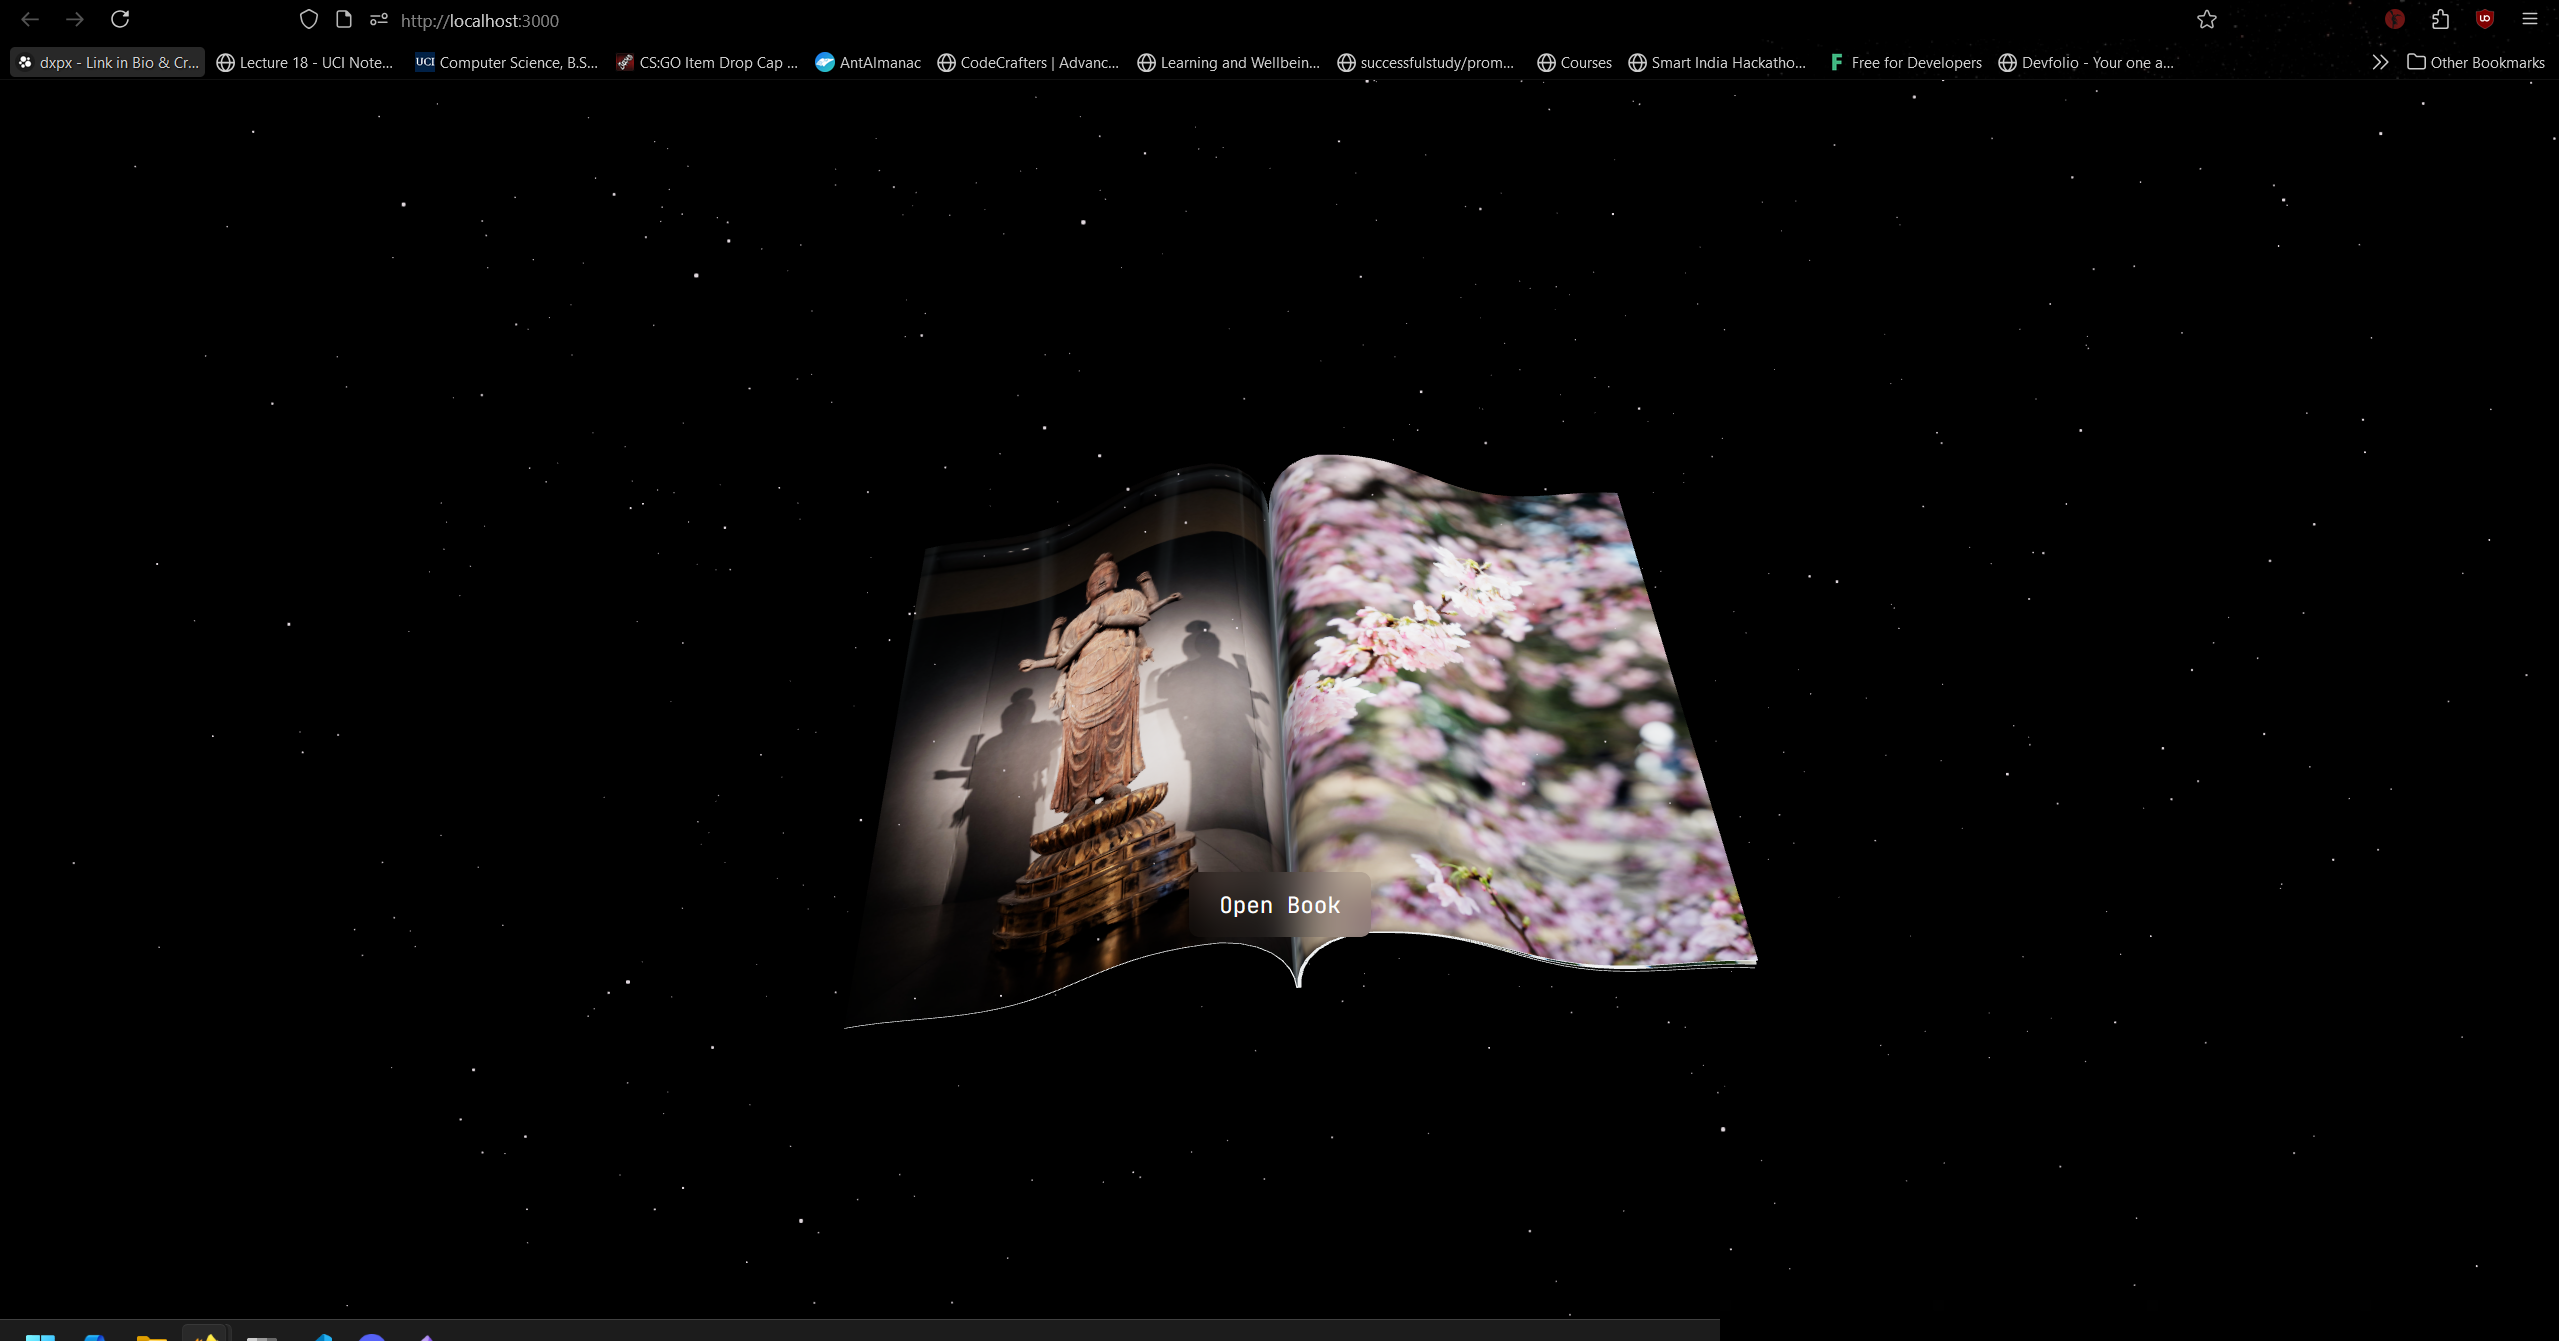 http://localhost:3000
dxpx - Link in Bio & Cr...
Lecture 18 - UCI Note...
UCI
Computer Science, B.S...
CS:GO Item Drop Cap ...
AntAlmanac
CodeCrafters | Advanc...
Learning and Wellbein...
successfulstudy/prom...
Courses
Smart India Hackatho...
F
Free for Developers
Devfolio - Your one a...
Other Bookmarks
Open Book